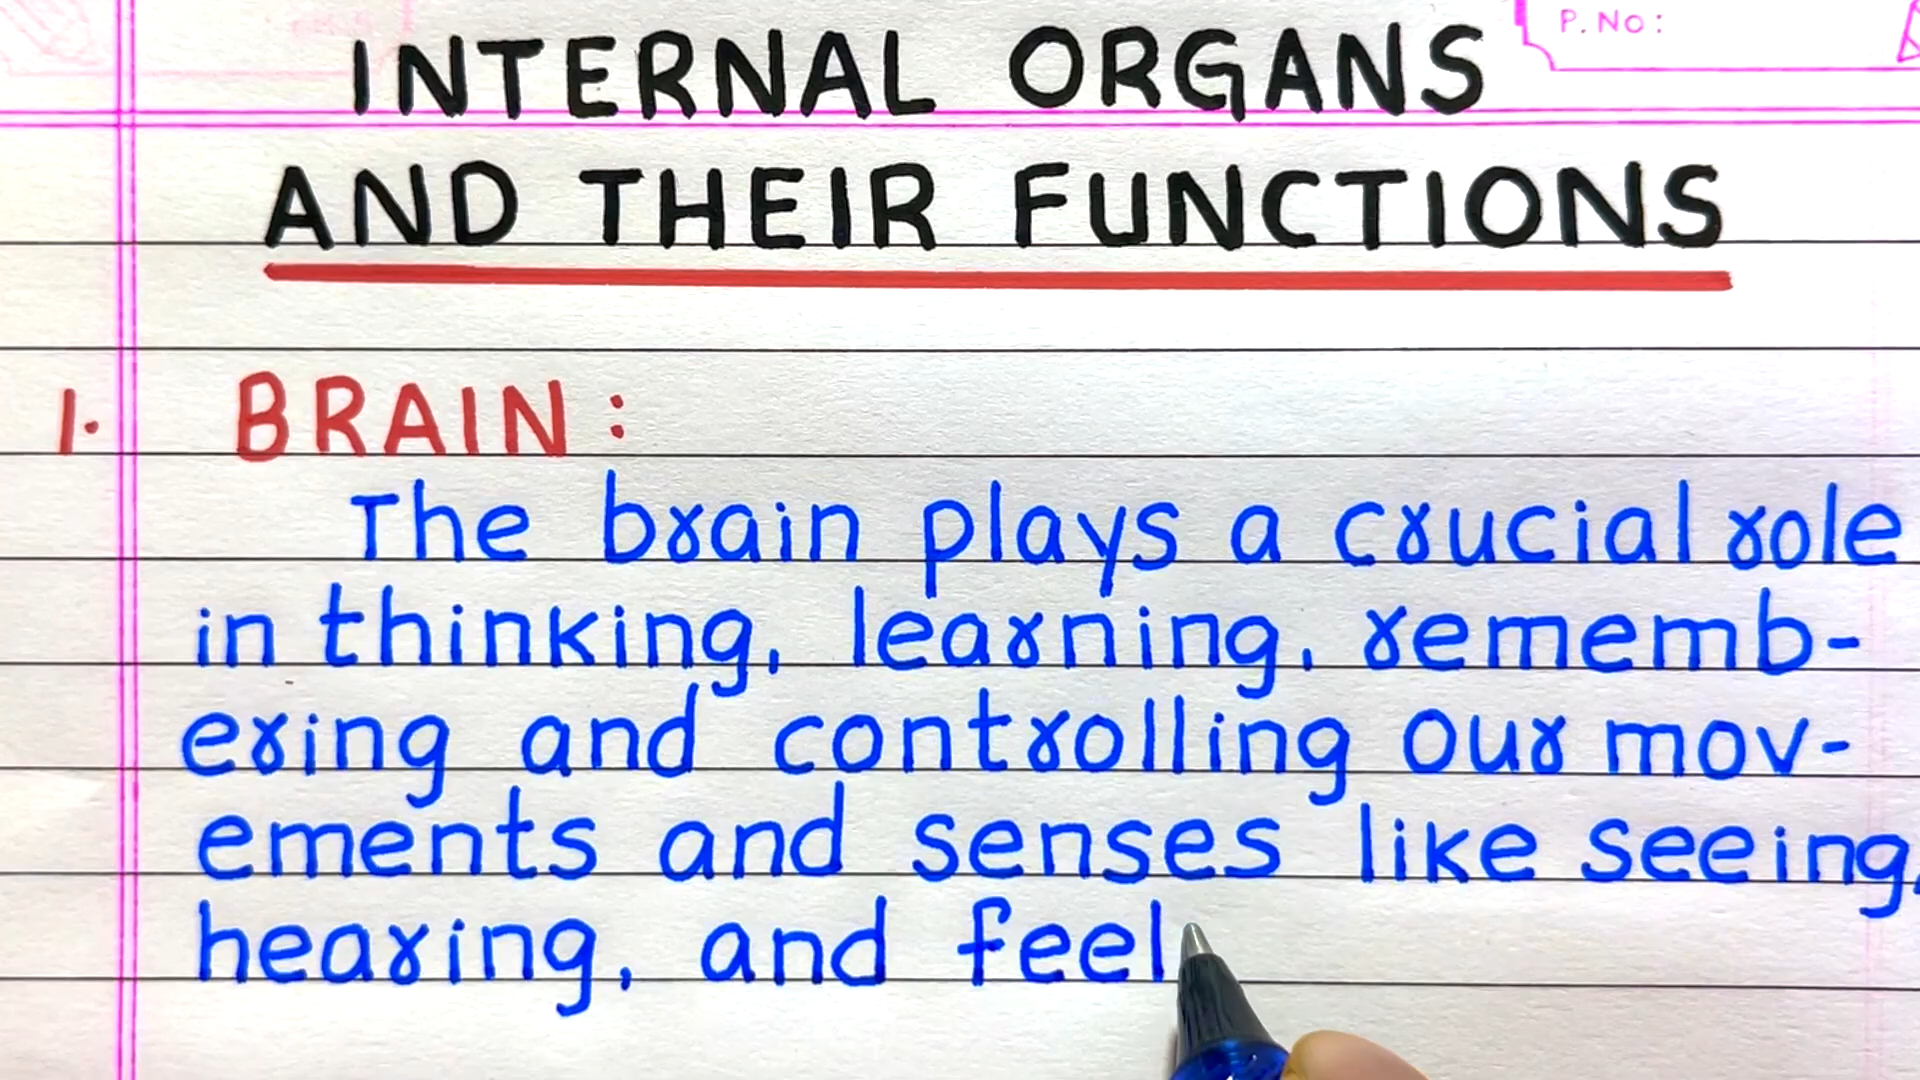 P. No:
INTERNAL ORGANS
AND THEIR FUNCTIONS
1. BRAIN:
The brain plays a crucial role
in thinking, learning, rememb-
ering and controlling our mov-
ements and senses like seeing,
hearing, and feel